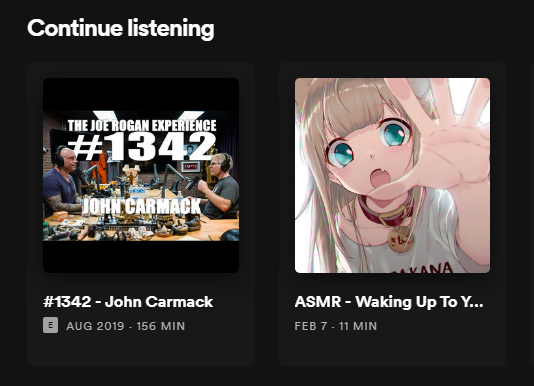 Continue listening
THE JOE ROGAN EXPERIENCE
#1342
JOHN CARMACK
#1342 - John Carmack
E AUG 2019 · 156 MIN
AKANA
ASMR - Waking Up To Y...
FEB 7 · 11 MIN